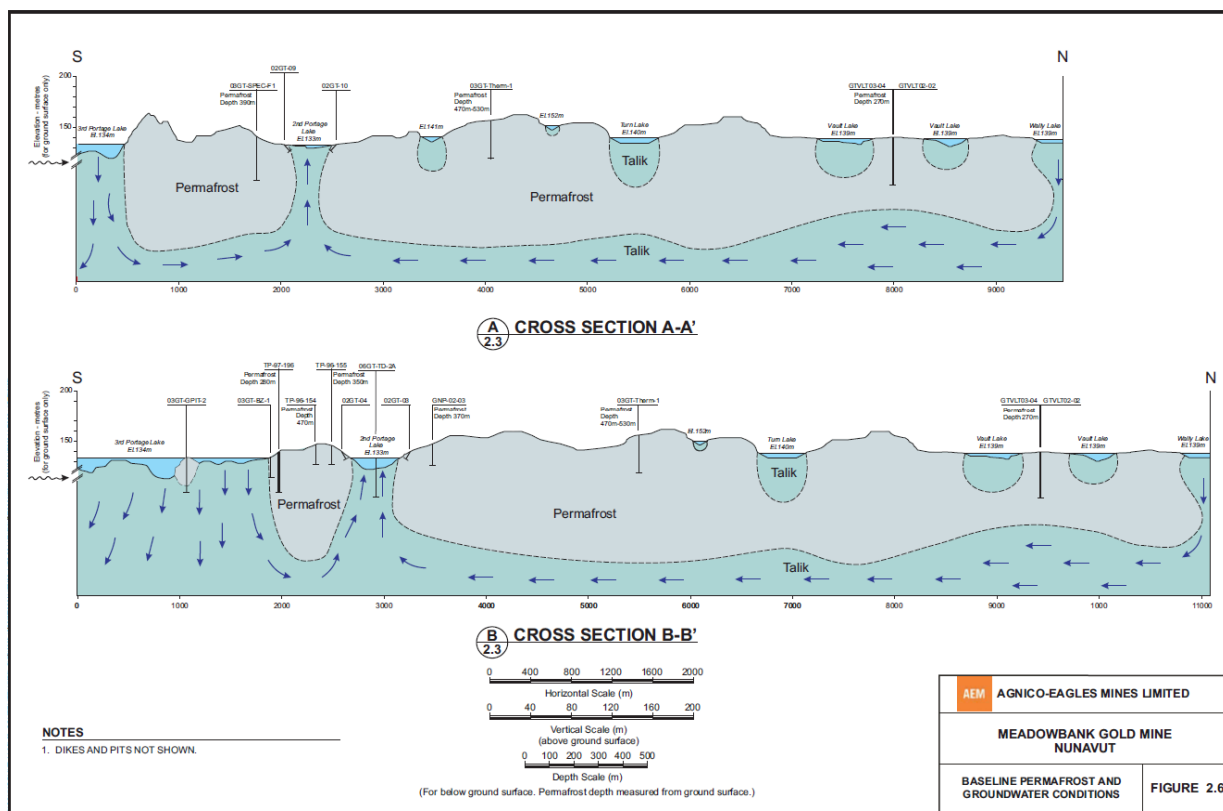 S
N
Elevation - metres
(for ground surface only)
200
150
3rd Portage Lake
El.134m
03GT-SPEC-F1
Permafrost
Depth 390m
02GT-09
2nd Portage
Lake
El.133m
02GT-10
El.141m
03GT-Therm-1
Permafrost
Depth
470m-530m
El.152m
Turn Lake
El.140m
Vault Lake
El.139m
GTVLT03-04
GTVLT02-02
Permafrost
Depth 270m
Vault Lake
El.139m
Wally Lake
El.139m
Permafrost
Permafrost
Talik
Talik
0 1000 2000 3000 4000 5000 6000 7000 8000 9000
A
2.3
CROSS SECTION A-A'
S
N
Elevation - metres
(for ground surface only)
200
150
3rd Portage Lake
El.134m
03GT-GPIT-2
03GT-BZ-1
TP-97-196
Permafrost
TP-96-154
Permafrost
Depth
470m
TP-96-155
Permafrost
Depth 350m
02GT-04
06GT-TD-2A
2nd Portage
Lake
El.133m
02GT-03
GNP-02-03
Permafrost
Depth 370m
03GT-Therm-1
Permafrost
Depth
470m-530m
El.152m
Turn Lake
El.140m
Vault Lake
El.139m
GTVLT03-04
GTVLT02-02
Permafrost
Depth 270m
Vault Lake
El.139m
Wally Lake
El.139m
Permafrost
Permafrost
Talik
Talik
0 1000 2000 3000 4000 5000 6000 7000 8000 9000 1000 11000
B
2.3
CROSS SECTION B-B'
0 400 800 1200 1600 2000
Horizontal Scale (m)
0 40 80 120 160 200
Vertical Scale (m)
(above ground surface)
0 100 200 300 400 500
Depth Scale (m)
(For below ground surface. Permafrost depth measured from ground surface.)
NOTES
1. DIKES AND PITS NOT SHOWN.
AEM
AGNICO-EAGLES MINES LIMITED
MEADOWBANK GOLD MINE
NUNAVUT
BASELINE PERMAFROST AND
GROUNDWATER CONDITIONS
FIGURE 2.6